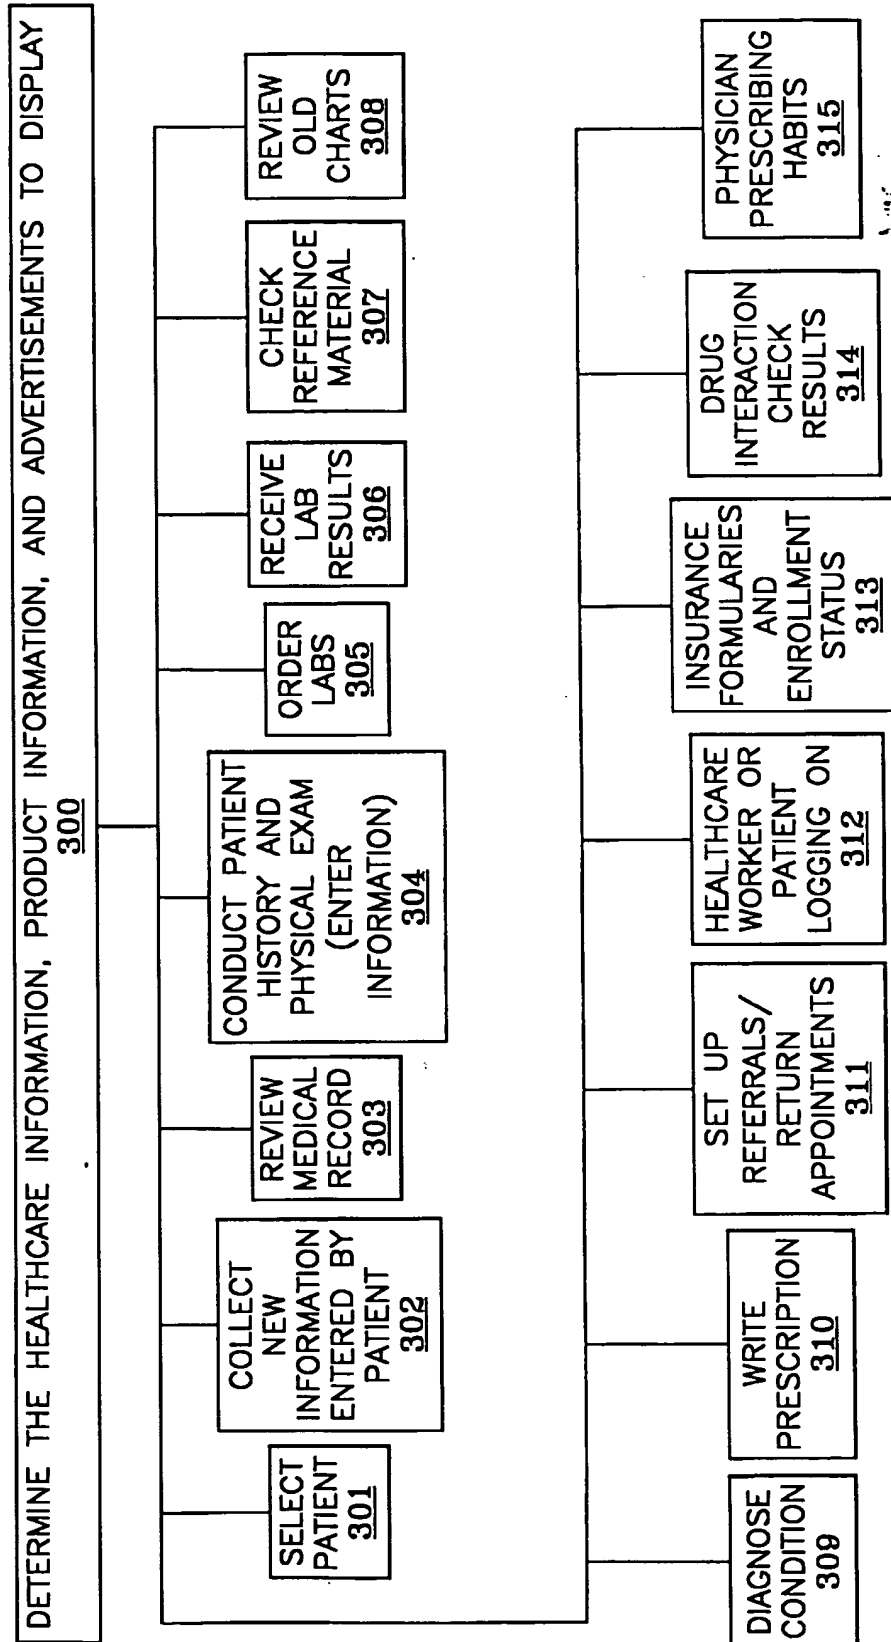 DETERMINE THE HEALTHCARE INFORMATION, PRODUCT INFORMATION, AND ADVERTISEMENTS TO DISPLAY
300
SELECT
PATIENT
301
COLLECT
NEW
INFORMATION
ENTERED BY
PATIENT
302
REVIEW
MEDICAL
RECORD
303
CONDUCT PATIENT
HISTORY AND
PHYSICAL EXAM
(ENTER
INFORMATION)
304
ORDER
LABS
305
RECEIVE
LAB
RESULTS
306
CHECK
REFERENCE
MATERIAL
307
REVIEW
OLD
CHARTS
308
DIAGNOSE
CONDITION
309
WRITE
PRESCRIPTION
310
SET UP
REFERRALS/
RETURN
APPOINTMENTS
311
HEALTHCARE
WORKER OR
PATIENT
LOGGING ON
312
INSURANCE
FORMULARIES
AND
ENROLLMENT
STATUS
313
DRUG
INTERACTION
CHECK
RESULTS
314
PHYSICIAN
PRESCRIBING
HABITS
315